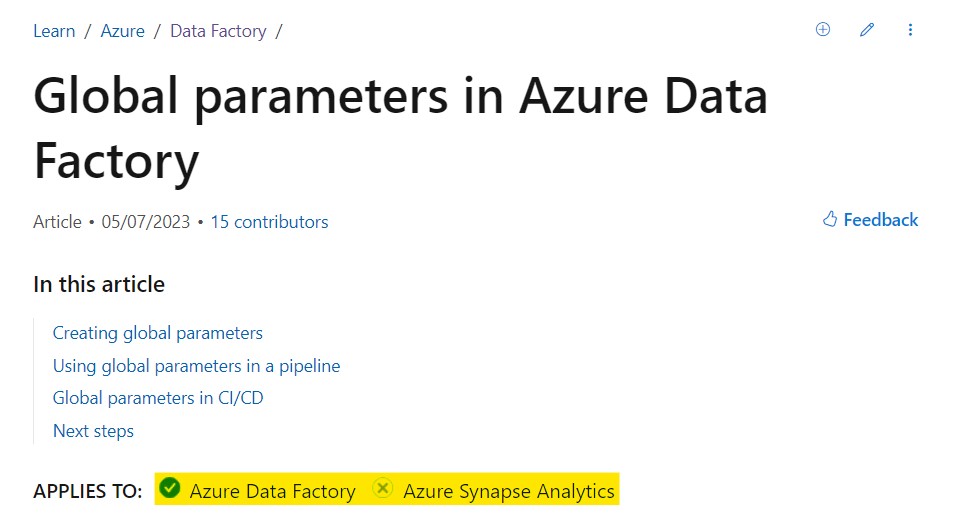 Learn / Azure / Data Factory /
Global parameters in Azure Data
Factory
Article • 05/07/2023 • 15 contributors
Feedback
In this article
Creating global parameters
Using global parameters in a pipeline
Global parameters in CI/CD
Next steps
APPLIES TO: Azure Data Factory Azure Synapse Analytics